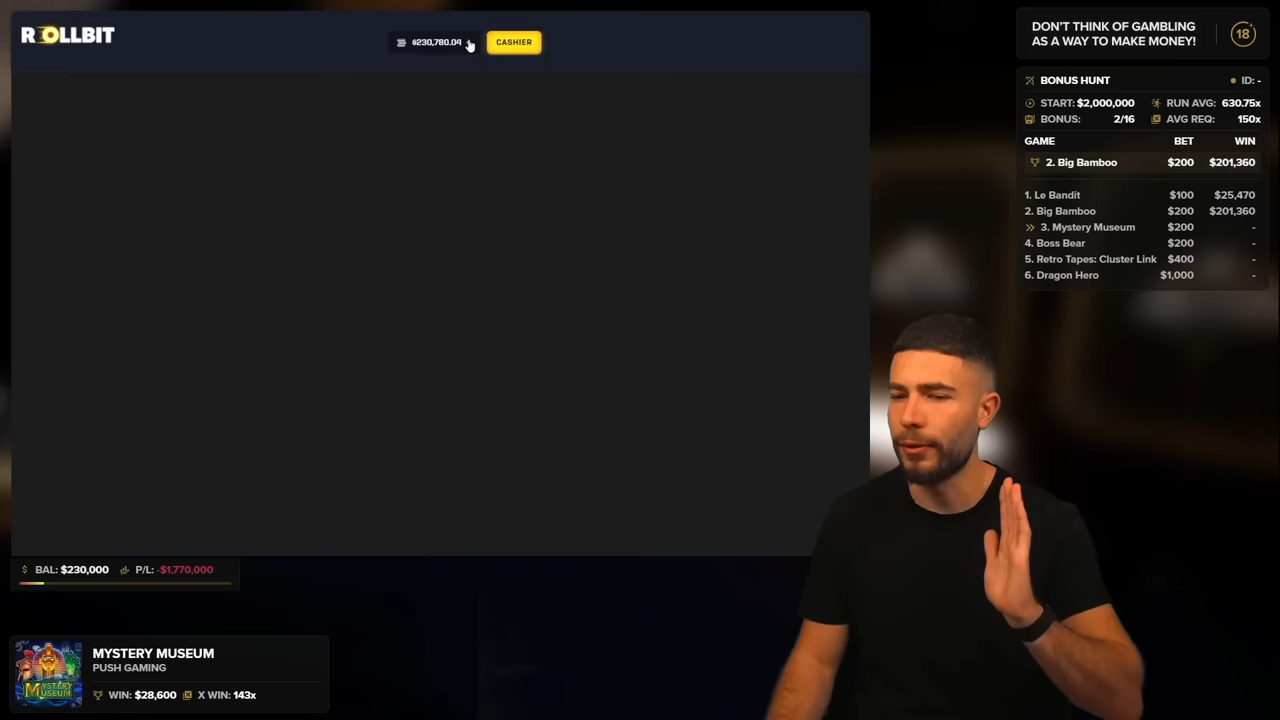 ROLLBIT
$230,780.04
CASHIER
DON'T THINK OF GAMBLING
AS A WAY TO MAKE MONEY!
18+
BONUS HUNT
ID: -
START: $2,000,000
RUN AVG: 630.75x
BONUS: 2/16
AVG REQ: 150x
GAME BET WIN
2. Big Bamboo $200 $201,360
1. Le Bandit $100 $25,470
2. Big Bamboo $200 $201,360
3. Mystery Museum $200 -
4. Boss Bear $200 -
5. Retro Tapes: Cluster Link $400 -
6. Dragon Hero $1,000 -
BAL: $230,000 P/L: -$1,770,000
MYSTERY MUSEUM
MYSTERY MUSEUM
PUSH GAMING
WIN: $28,600 X WIN: 143x